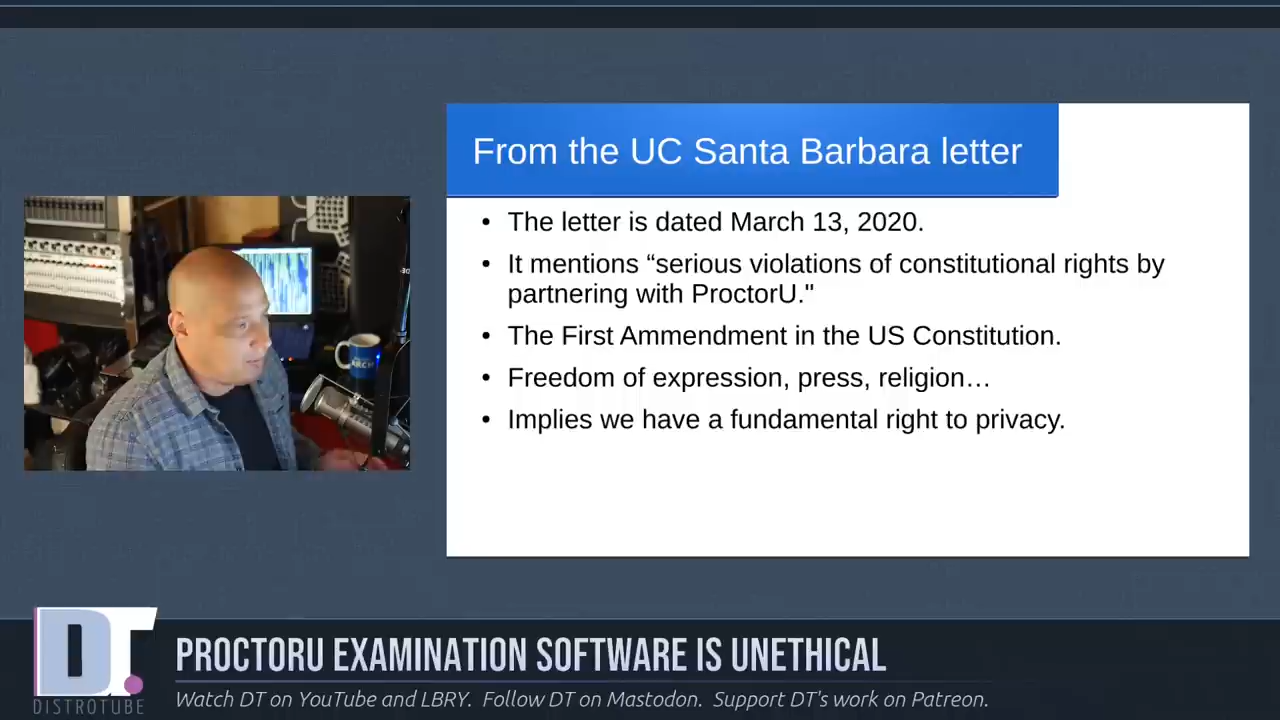 From the UC Santa Barbara letter
• The letter is dated March 13, 2020.
• It mentions “serious violations of constitutional rights by
partnering with ProctorU."
• The First Ammendment in the US Constitution.
• Freedom of expression, press, religion…
• Implies we have a fundamental right to privacy.
ARCH
DT
DISTROTUBE
PROCTORU EXAMINATION SOFTWARE IS UNETHICAL
Watch DT on YouTube and LBRY. Follow DT on Mastodon. Support DT's work on Patreon.